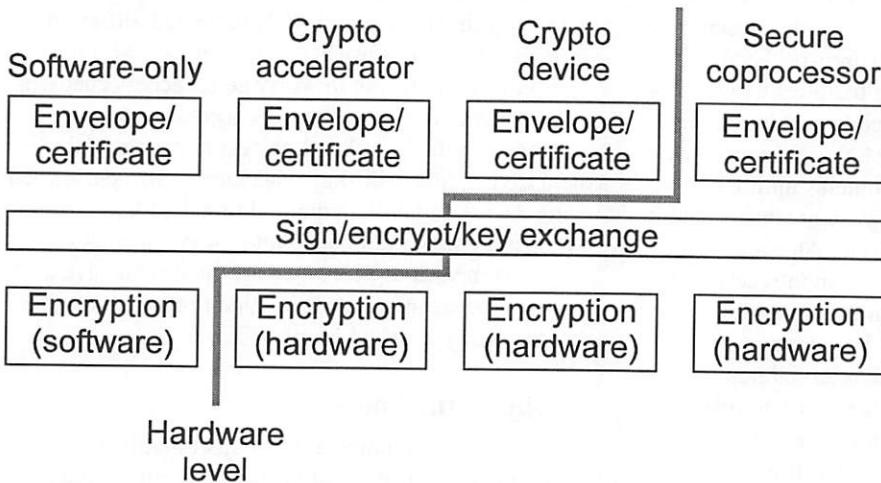 Software-only
Crypto
accelerator
Crypto
device
Secure
coprocessor
Envelope/
certificate
Envelope/
certificate
Envelope/
certificate
Envelope/
certificate
Sign/encrypt/key exchange
Encryption
(software)
Encryption
(hardware)
Encryption
(hardware)
Encryption
(hardware)
Hardware
level